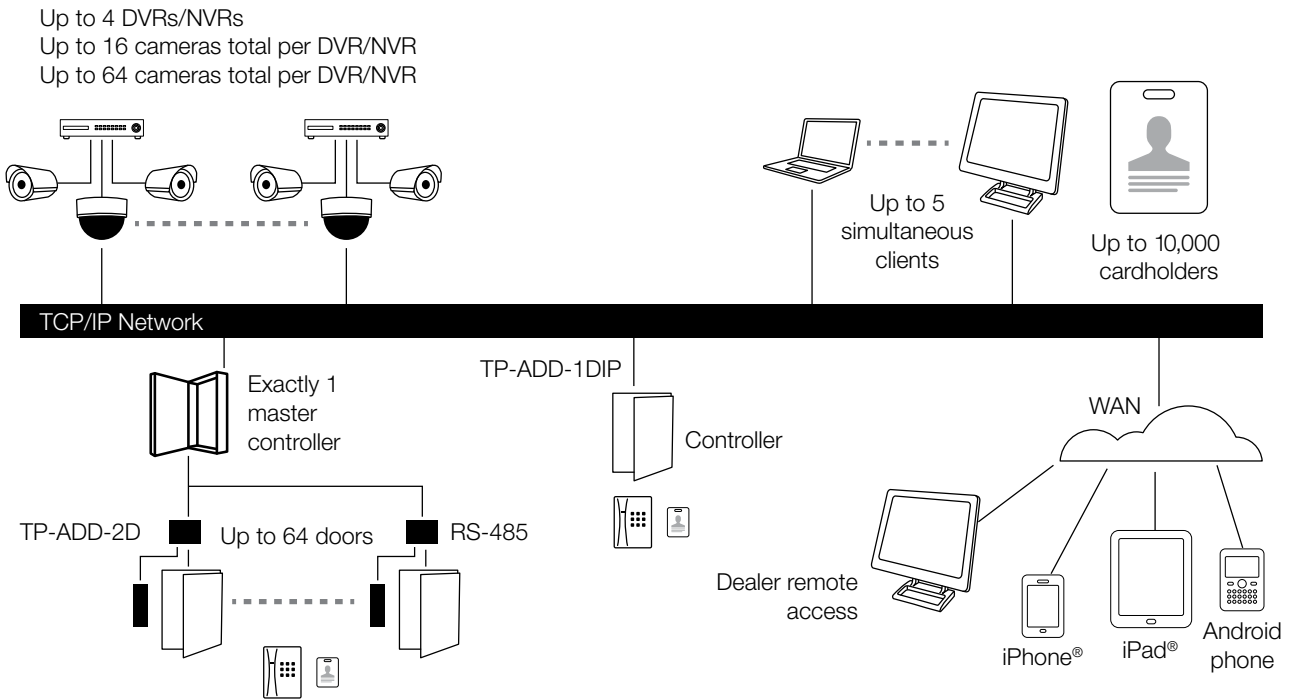 Up to 4 DVRs/NVRs
Up to 16 cameras total per DVR/NVR
Up to 64 cameras total per DVR/NVR
Up to 5
simultaneous
clients
Up to 10,000
cardholders
TCP/IP Network
Exactly 1
master
controller
TP-ADD-1DIP
Controller
WAN
TP-ADD-2D
Up to 64 doors
RS-485
Dealer remote
access
iPhone®
iPad®
Android
phone